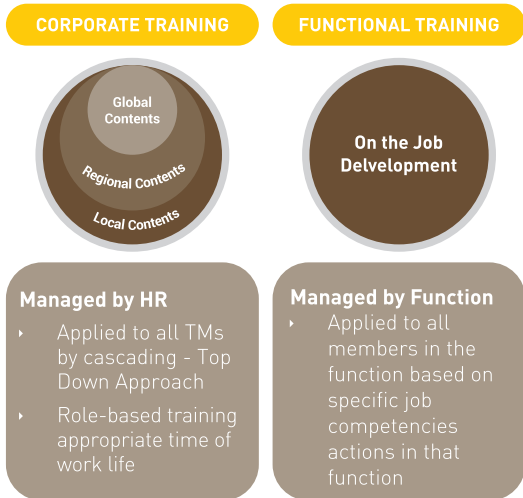 CORPORATE TRAINING
Global
Contents
Regional Contents
Local Contents
Managed by HR
Applied to all TMs
by cascading - Top
Down Approach
Role-based training
appropriate time of
work life
FUNCTIONAL TRAINING
On the Job
Delvelopment
Managed by Function
Applied to all
members in the
function based on
specific job
competencies
actions in that
function